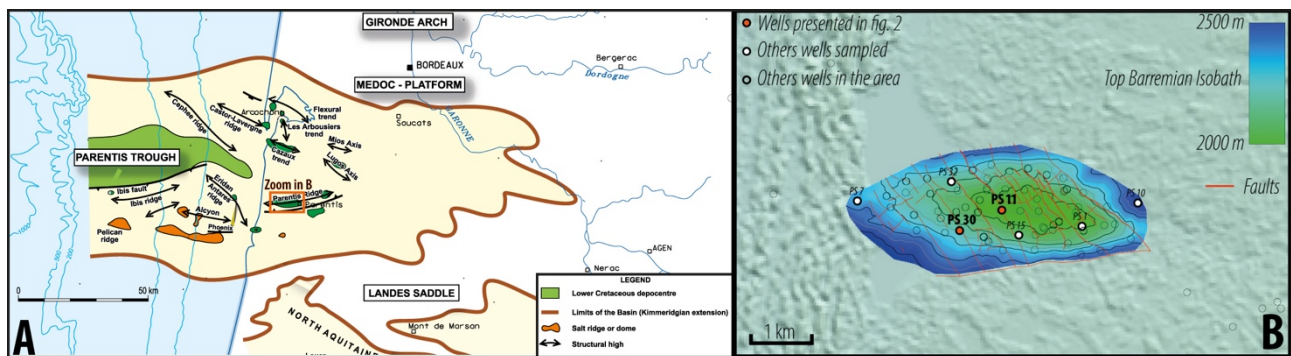 GIRONDE ARCH
BORDEAUX
Bergerac
Dordogne
MEDOC - PLATFORM
GARONNE
Saucats
Cephee ridge
Castor-Lavergne
ridge
Arcachon
Flexural
trend
Les Arbousiers
trend
Cazaux
trend
Mios Axis
Lugos Axis
PARENTIS TROUGH
Zoom in B
Ibis fault
Ibis ridge
Eridan
Antares
Ridge
Parentis Ridge
Parentis
Alcyon
Phoenix
Pelican
ridge
AGEN
Nerac
50 km
LANDES SADDLE
Mont de Marsan
NORTH AQUITAINE
LEGEND
Lower Cretaceous depocentre
Limits of the Basin (Kimmeridgian extension)
Salt ridge or dome
Structural high
A
Wells presented in fig. 2
Others wells sampled
Others wells in the area
2500 m
Top Barremian Isobath
2000 m
Faults
PS 7
PS 32
PS 11
PS 10
PS 30
PS 15
PS 1
1 km
B